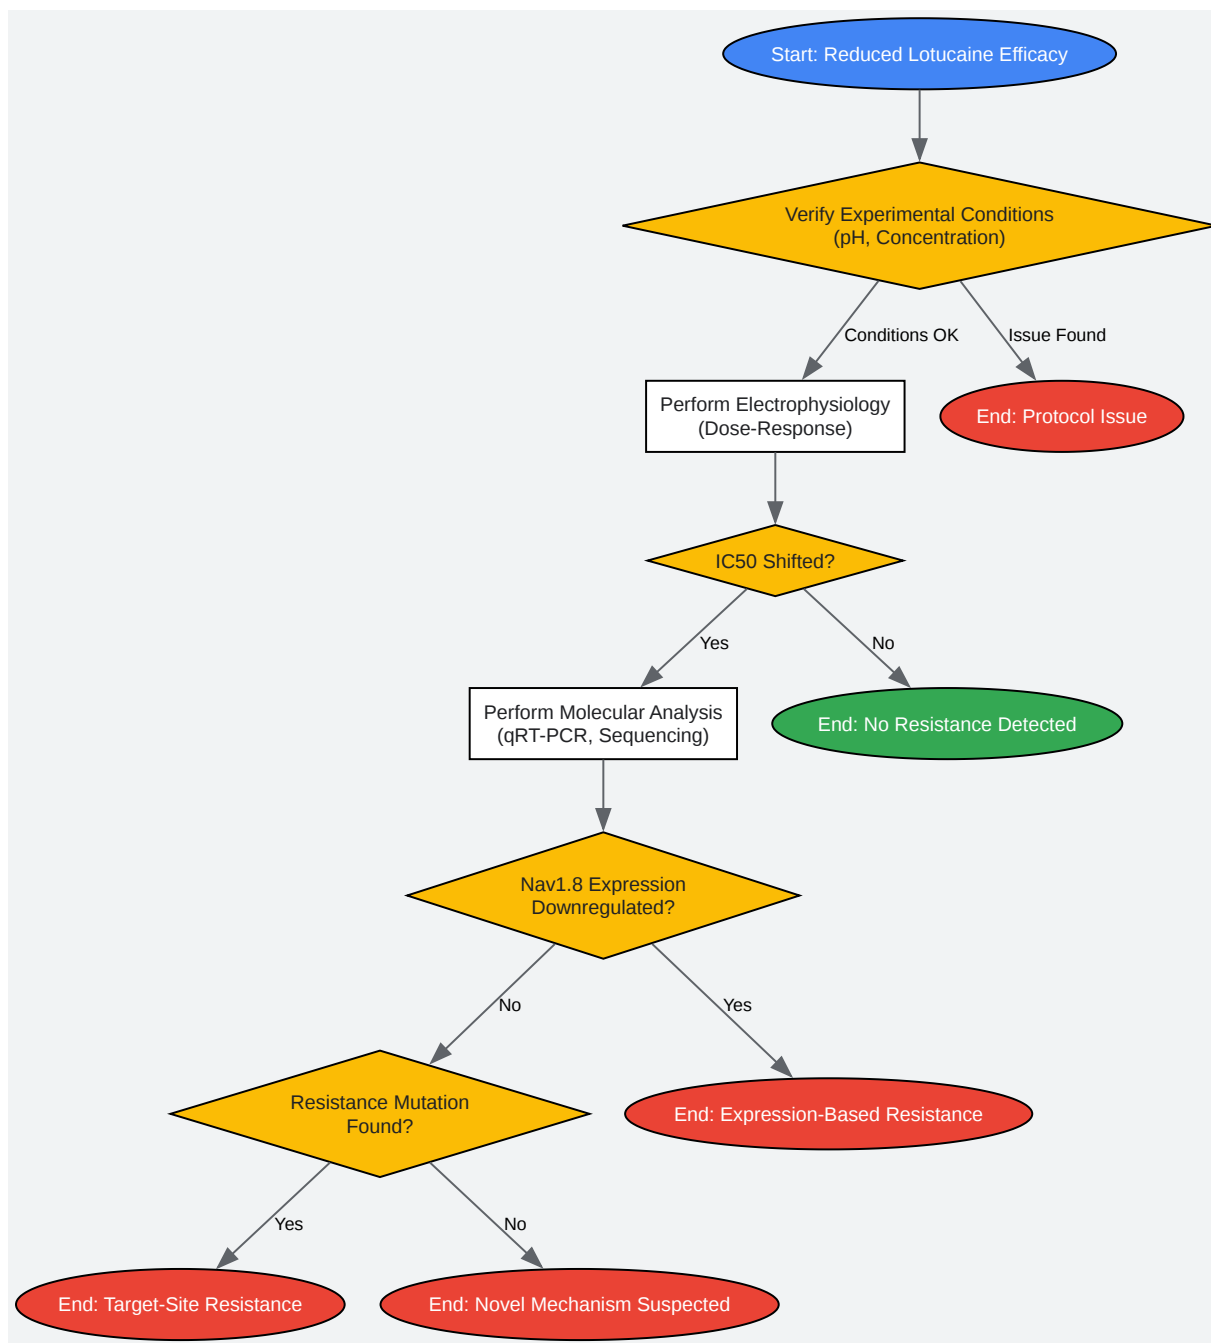 Start: Reduced Lotucaine Efficacy
Verify Experimental Conditions
(pH, Concentration)
Conditions OK
Issue Found
Perform Electrophysiology
(Dose-Response)
End: Protocol Issue
IC50 Shifted?
Yes
No
Perform Molecular Analysis
(qRT-PCR, Sequencing)
End: No Resistance Detected
Nav1.8 Expression
Downregulated?
No
Yes
Resistance Mutation
Found?
End: Expression-Based Resistance
Yes
No
End: Target-Site Resistance
End: Novel Mechanism Suspected